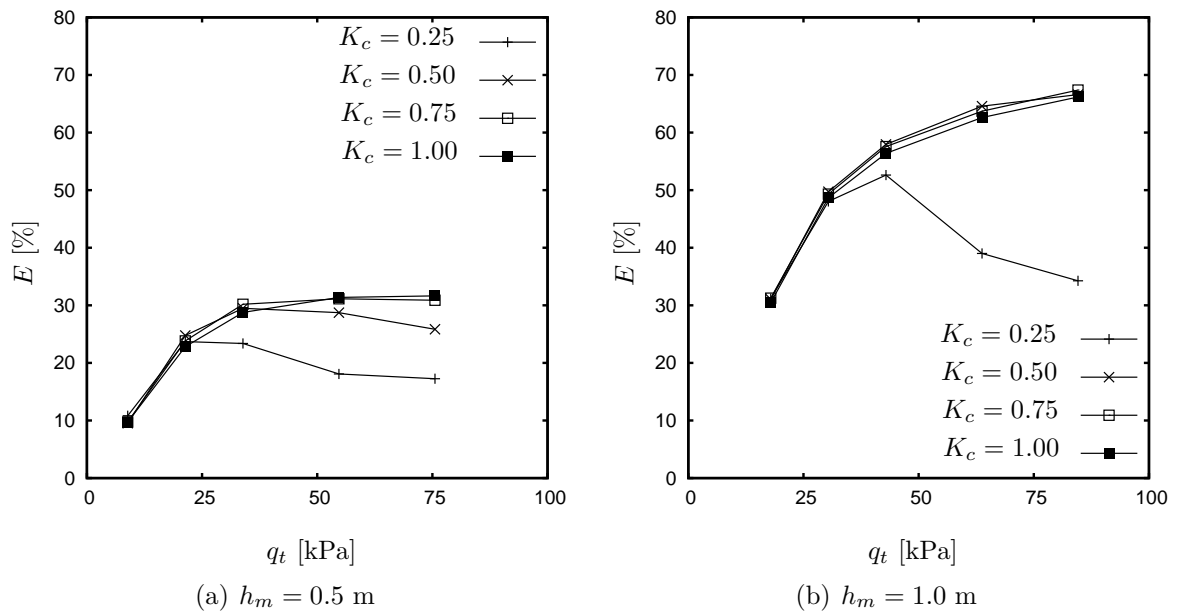 80
70
60
50
40
30
20
10
0
E [%]
K_c = 0.25
K_c = 0.50
K_c = 0.75
K_c = 1.00
0 25 50 75 100
q_t [kPa]
(a) h_m = 0.5 m
80
70
60
50
40
30
20
10
0
E [%]
K_c = 0.25
K_c = 0.50
K_c = 0.75
K_c = 1.00
0 25 50 75 100
q_t [kPa]
(b) h_m = 1.0 m